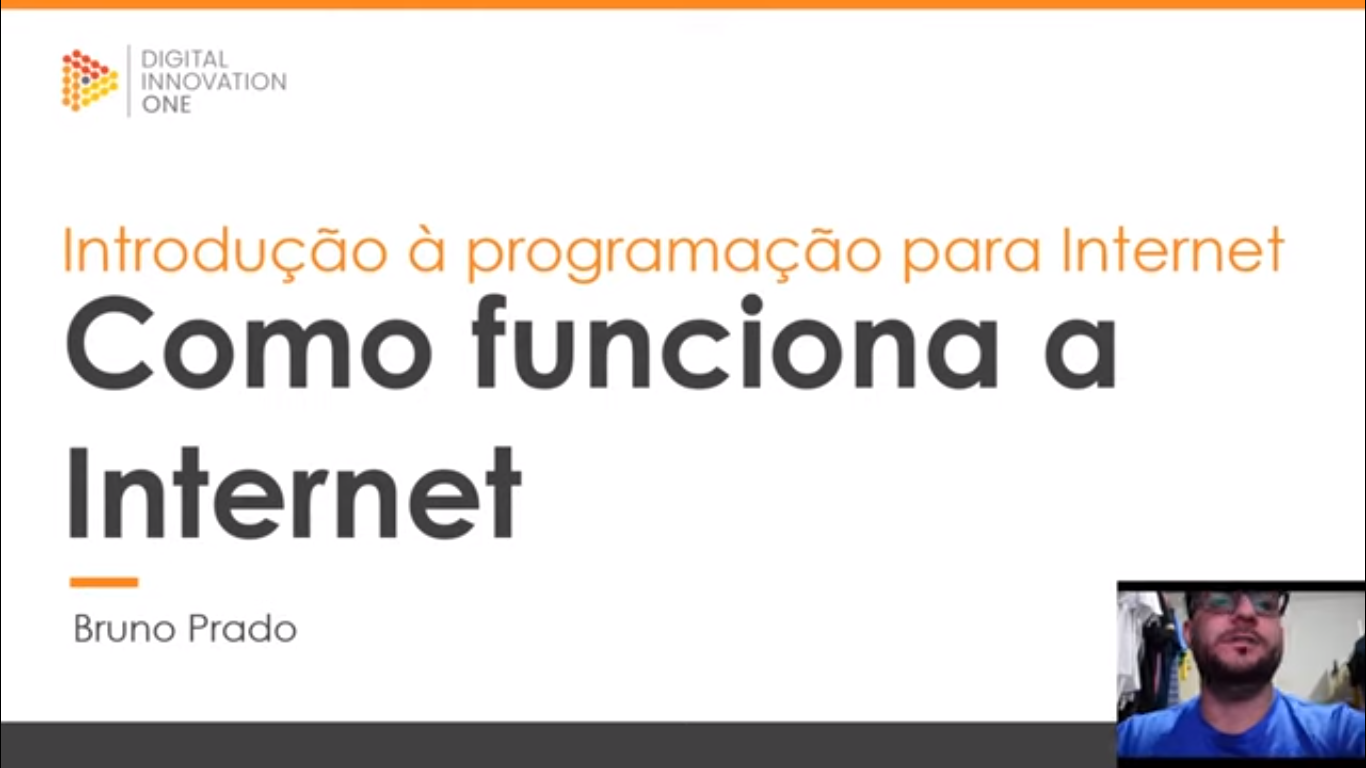 DIGITAL
INNOVATION
ONE
Introdução à programação para Internet
Como funciona a
Internet
Bruno Prado